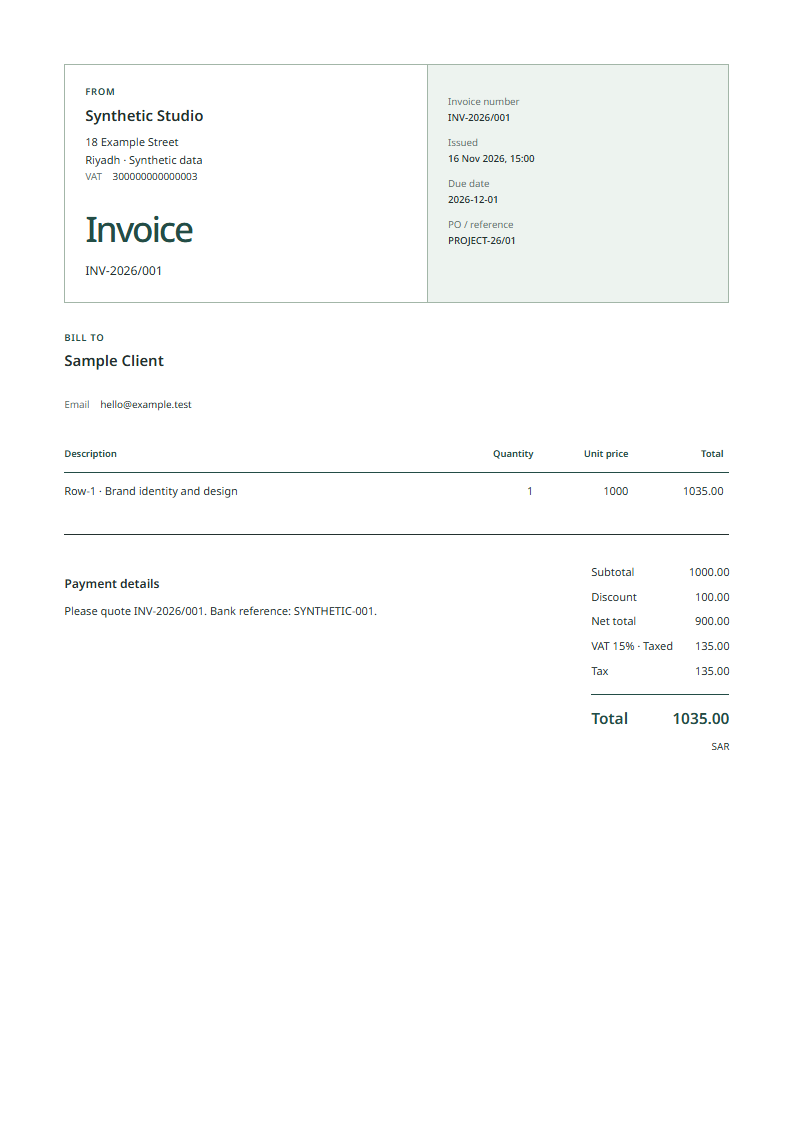 FROM
Synthetic Studio
18 Example Street
Riyadh · Synthetic data
VAT 300000000000003
Invoice
INV-2026/001
Invoice number
INV-2026/001
Issued
16 Nov 2026, 15:00
Due date
2026-12-01
PO / reference
PROJECT-26/01
BILL TO
Sample Client
Email hello@example.test
Description Quantity Unit price Total
Row-1 · Brand identity and design 1 1000 1035.00
Payment details
Please quote INV-2026/001. Bank reference: SYNTHETIC-001.
Subtotal 1000.00
Discount 100.00
Net total 900.00
VAT 15% · Taxed 135.00
Tax 135.00
Total 1035.00
SAR